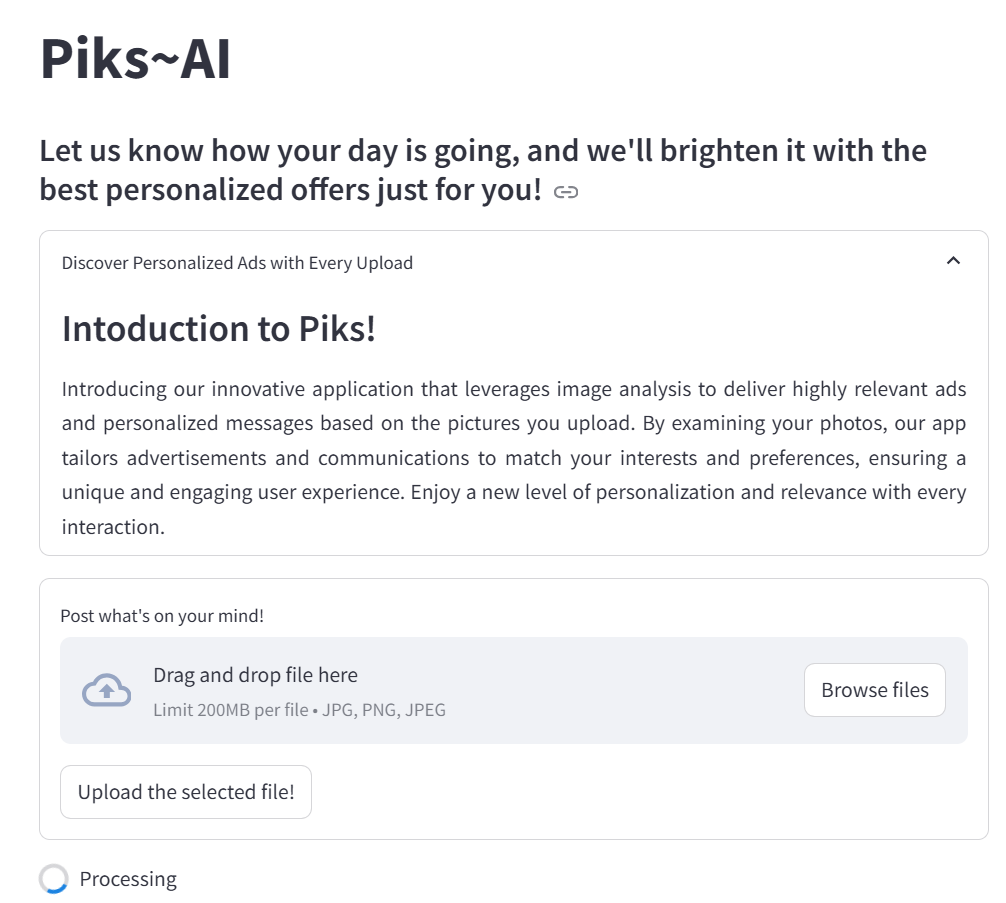 Piks~AI
Let us know how your day is going, and we'll brighten it with the
best personalized offers just for you!
Discover Personalized Ads with Every Upload
Intoduction to Piks!
Introducing our innovative application that leverages image analysis to deliver highly relevant ads
and personalized messages based on the pictures you upload. By examining your photos, our app
tailors advertisements and communications to match your interests and preferences, ensuring a
unique and engaging user experience. Enjoy a new level of personalization and relevance with every
interaction.
Post what's on your mind!
Drag and drop file here
Limit 200MB per file • JPG, PNG, JPEG
Browse files
Upload the selected file!
Processing